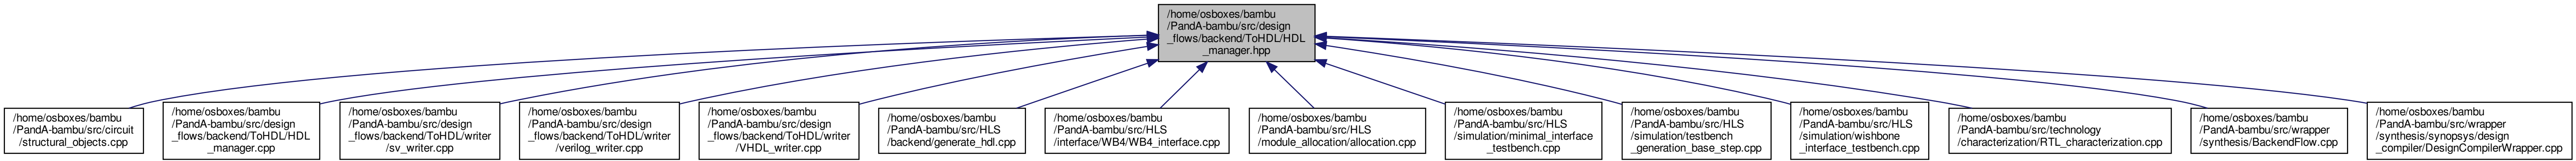 /home/osboxes/bambu
/PandA-bambu/src/design
_flows/backend/ToHDL/HDL
_manager.hpp
/home/osboxes/bambu
/PandA-bambu/src/circuit
/structural_objects.cpp
/home/osboxes/bambu
/PandA-bambu/src/design
_flows/backend/ToHDL/HDL
_manager.cpp
/home/osboxes/bambu
/PandA-bambu/src/design
_flows/backend/ToHDL/writer
/sv_writer.cpp
/home/osboxes/bambu
/PandA-bambu/src/design
_flows/backend/ToHDL/writer
/verilog_writer.cpp
/home/osboxes/bambu
/PandA-bambu/src/design
_flows/backend/ToHDL/writer
/VHDL_writer.cpp
/home/osboxes/bambu
/PandA-bambu/src/HLS
/backend/generate_hdl.cpp
/home/osboxes/bambu
/PandA-bambu/src/HLS
/interface/WB4/WB4_interface.cpp
/home/osboxes/bambu
/PandA-bambu/src/HLS
/module_allocation/allocation.cpp
/home/osboxes/bambu
/PandA-bambu/src/HLS
/simulation/minimal_interface
_testbench.cpp
/home/osboxes/bambu
/PandA-bambu/src/HLS
/simulation/testbench
_generation_base_step.cpp
/home/osboxes/bambu
/PandA-bambu/src/HLS
/simulation/wishbone
_interface_testbench.cpp
/home/osboxes/bambu
/PandA-bambu/src/technology
/characterization/RTL_characterization.cpp
/home/osboxes/bambu
/PandA-bambu/src/wrapper
/synthesis/BackendFlow.cpp
/home/osboxes/bambu
/PandA-bambu/src/wrapper
/synthesis/synopsys/design
_compiler/DesignCompilerWrapper.cpp